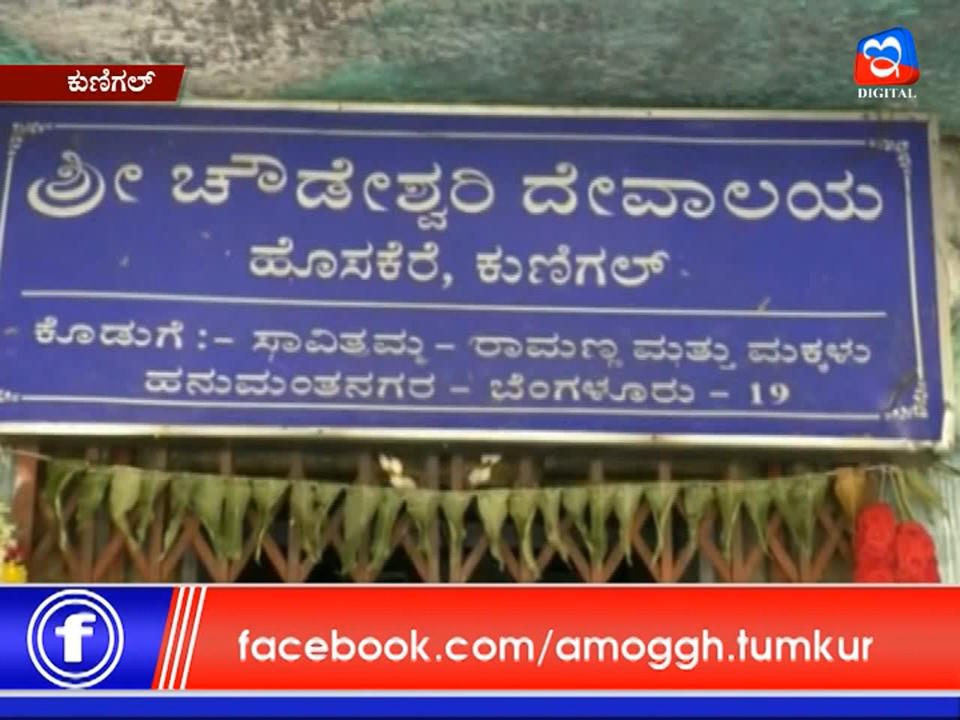 ಕುಣಿಗಲ್
DIGITAL
ಶ್ರೀ ಚೌಡೇಶ್ವರಿ ದೇವಾಲಯ
ಹೊಸಕೆರೆ, ಕುಣಿಗಲ್
ಕೊಡುಗೆ :- ಸಾವಿತ್ರಮ್ಮ - ರಾಮಣ್ಣ ಮತ್ತು ಮಕ್ಕಳು
ಹನುಮಂತನಗರ - ಬೆಂಗಳೂರು - 19
facebook.com/amoggh.tumkur